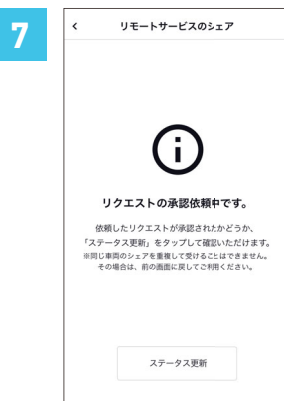 7
リモートサービスのシェア
リクエストの承認依頼中です。
依頼したリクエストが承認されたかどうか、
「ステータス更新」をタップして確認いただけます。
※同じ車両のシェアを重複して受けることはできません。
その場合は、前の画面に戻してご利用ください。
ステータス更新